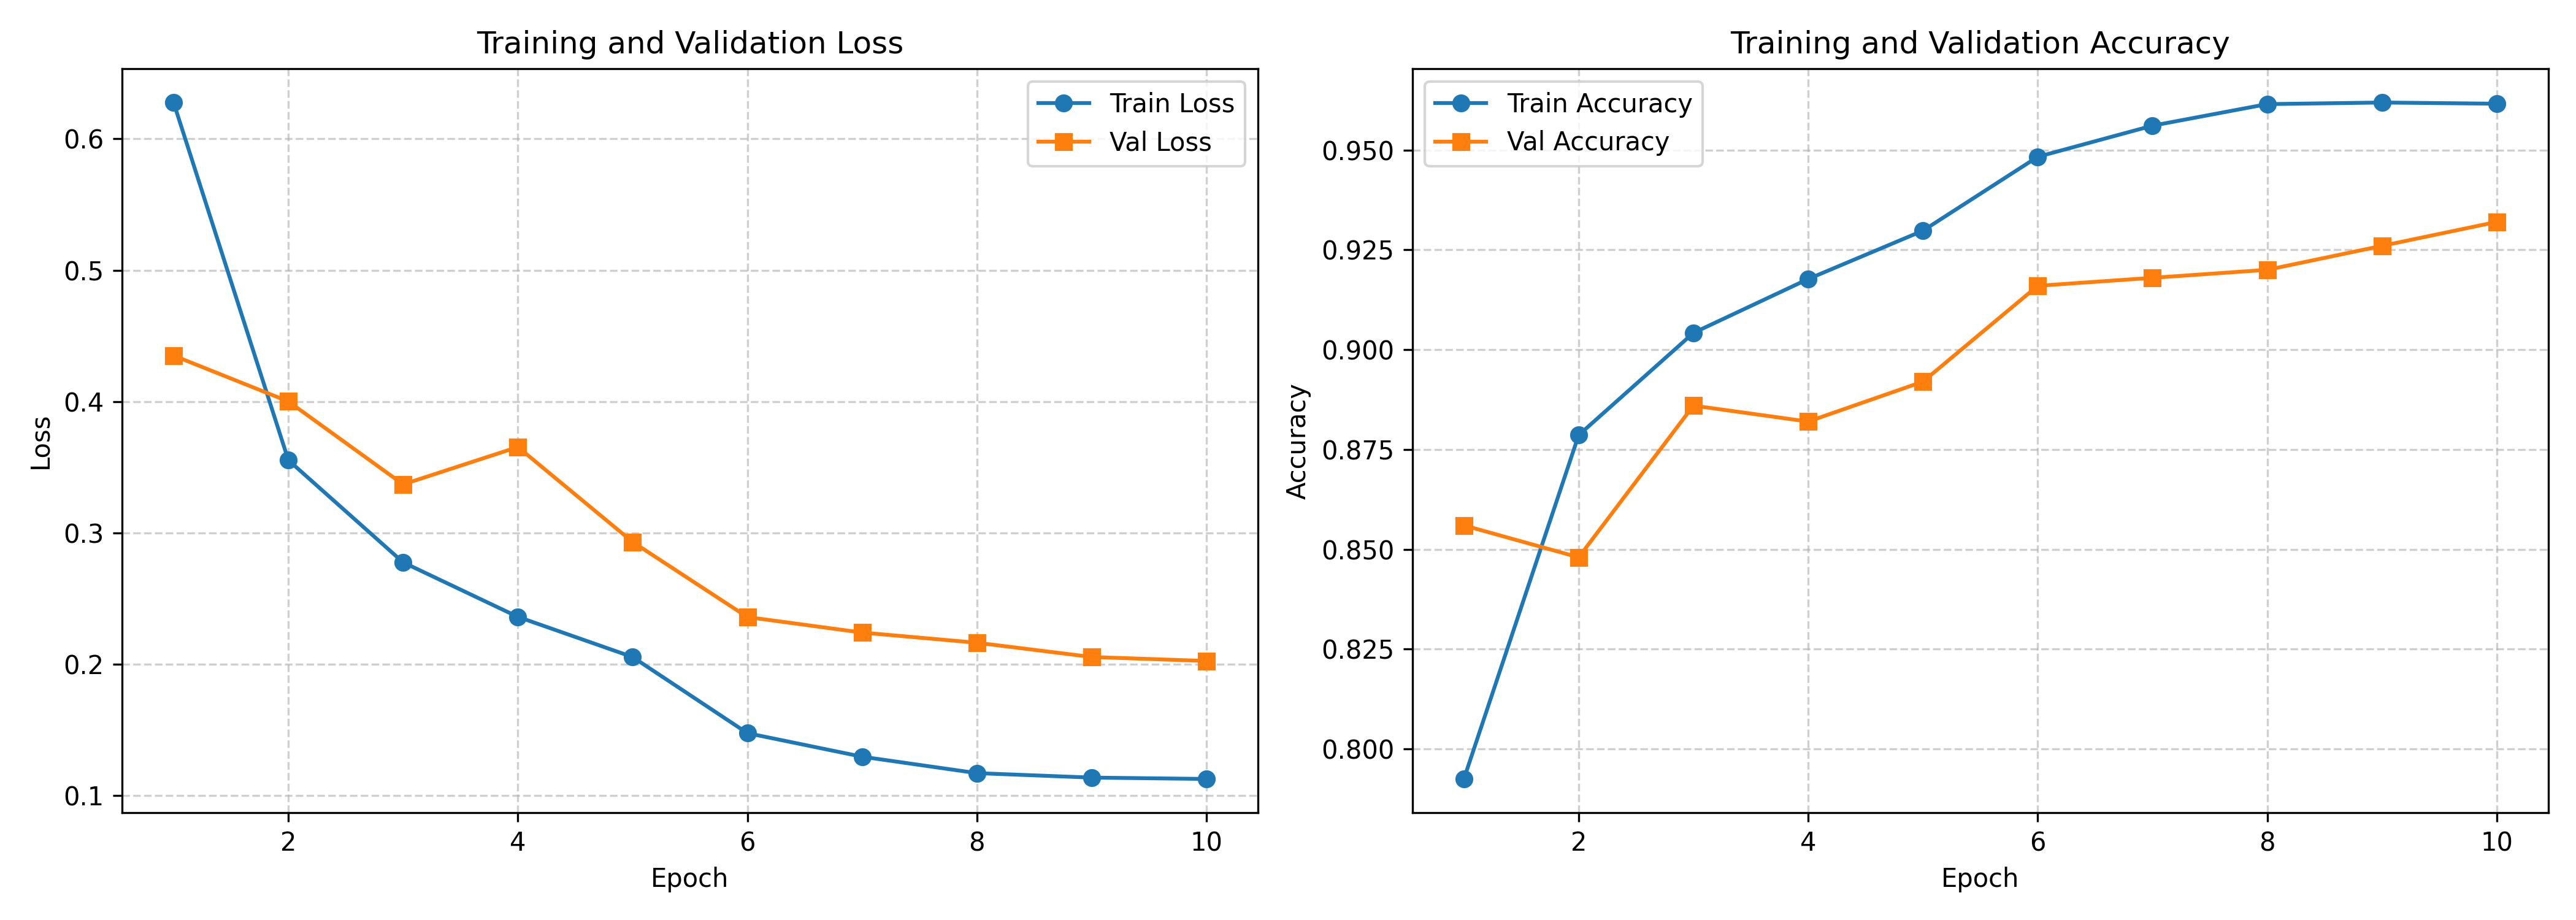 Training and Validation Loss
Train Loss
Val Loss
0.6
0.5
0.4
0.3
0.2
0.1
Loss
2 4 6 8 10
Epoch
Training and Validation Accuracy
Train Accuracy
Val Accuracy
0.950
0.925
0.900
0.875
0.850
0.825
0.800
Accuracy
2 4 6 8 10
Epoch